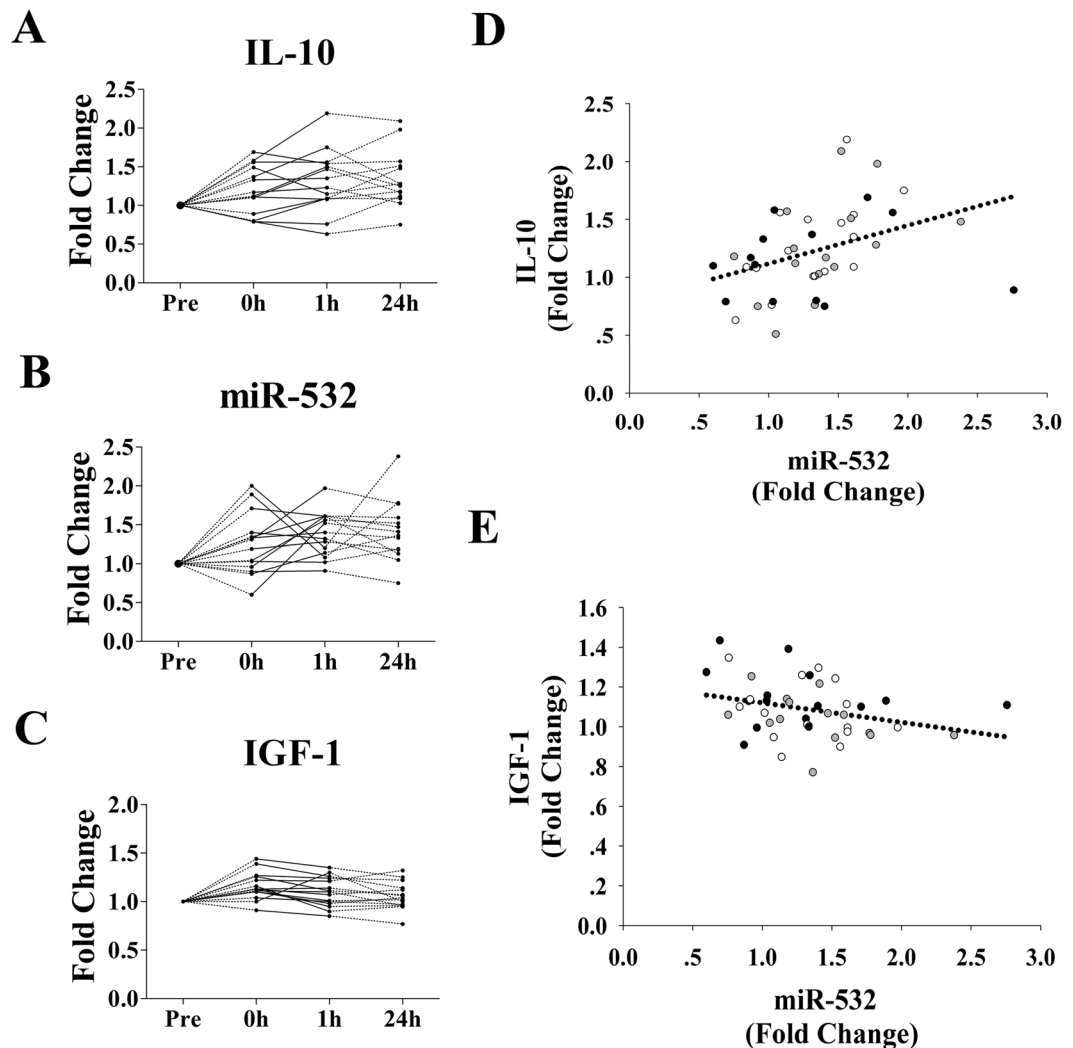 A
IL-10
Fold Change
2.5
2.0
1.5
1.0
0.5
0.0
Pre 0h 1h 24h
B
miR-532
Fold Change
2.5
2.0
1.5
1.0
0.5
0.0
Pre 0h 1h 24h
C
IGF-1
Fold Change
2.0
1.5
1.0
0.5
0.0
Pre 0h 1h 24h
D
IL-10
(Fold Change)
2.5
2.0
1.5
1.0
.5
0.0
0.0 .5 1.0 1.5 2.0 2.5 3.0
miR-532
(Fold Change)
E
IGF-1
(Fold Change)
1.6
1.4
1.2
1.0
.8
.6
.4
.2
0.0
0.0 .5 1.0 1.5 2.0 2.5 3.0
miR-532
(Fold Change)